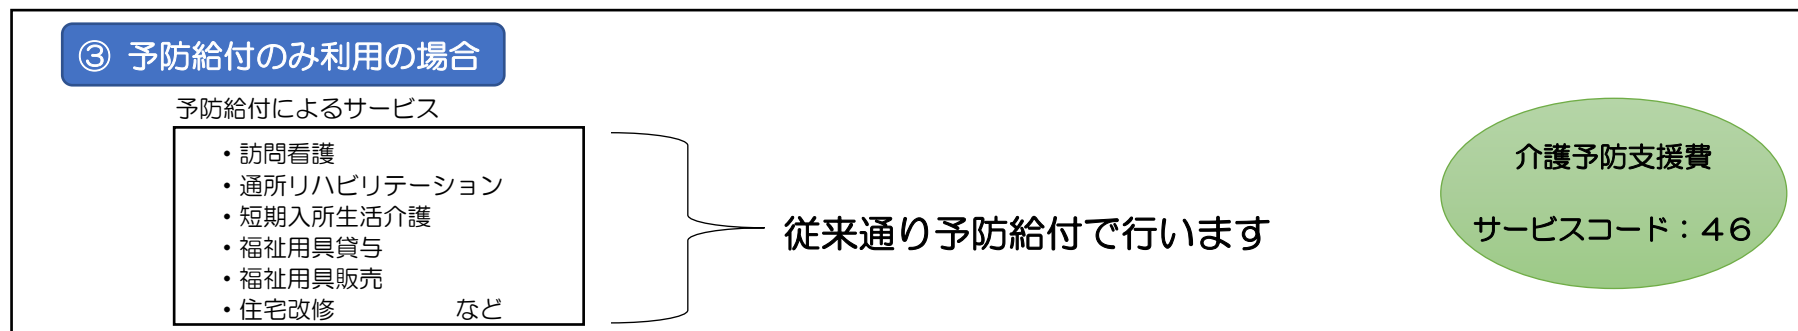 ③ 予防給付のみ利用の場合
予防給付によるサービス
・訪問看護
・通所リハビリテーション
・短期入所生活介護
・福祉用具貸与
・福祉用具販売
・住宅改修　　　　　など
従来通り予防給付で行います
介護予防支援費
サービスコード：４６